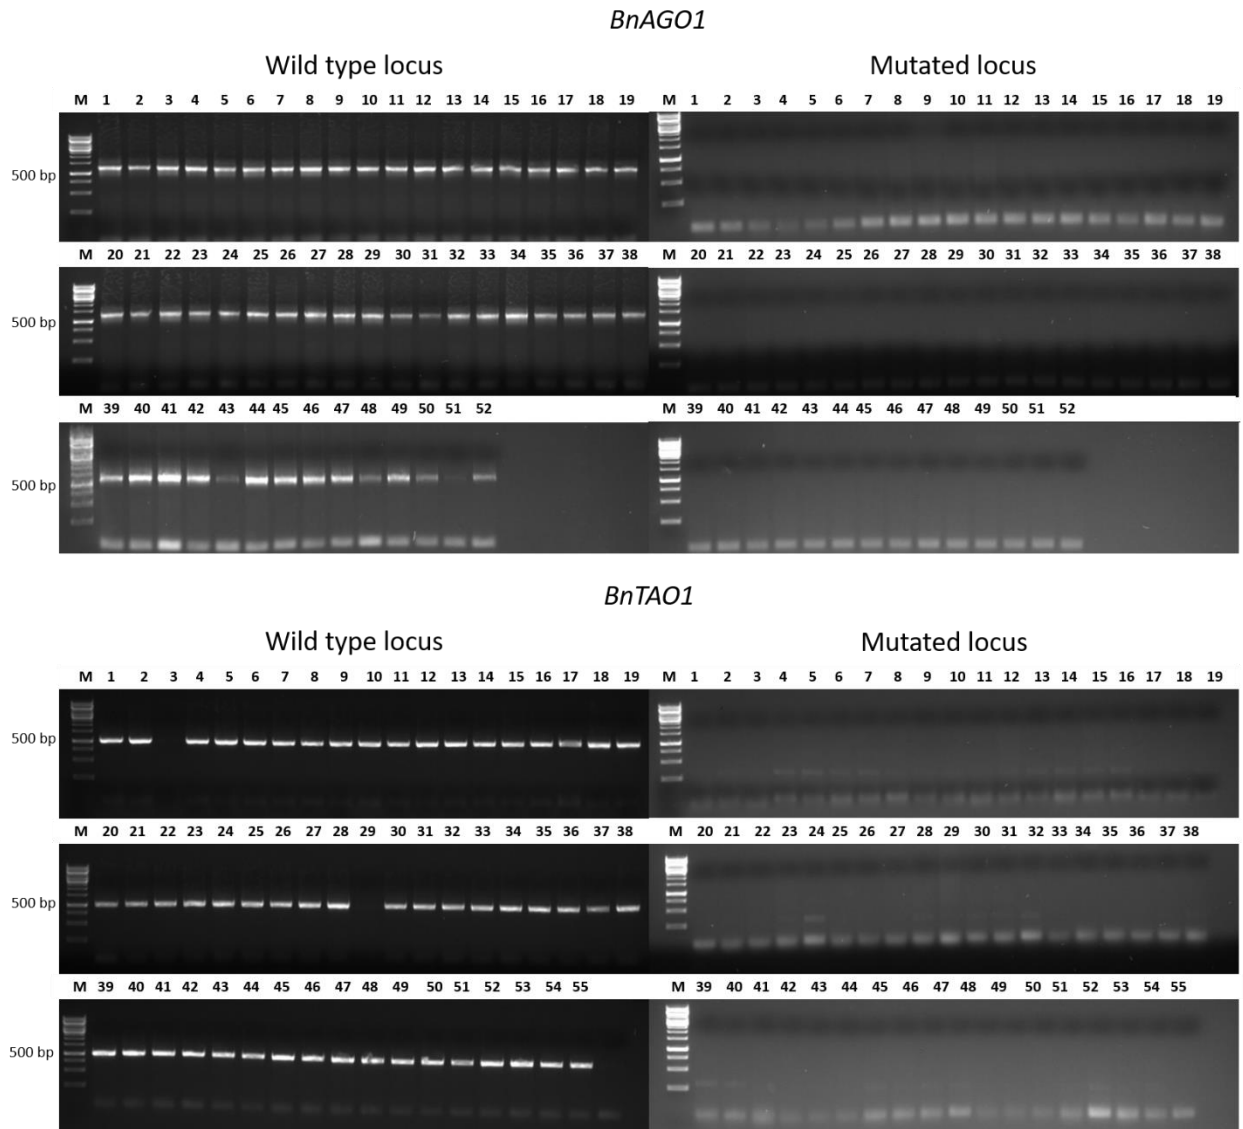 BnAGO1
Wild type locus Mutated locus
M 1 2 3 4 5 6 7 8 9 10 11 12 13 14 15 16 17 18 19 M 1 2 3 4 5 6 7 8 9 10 11 12 13 14 15 16 17 18 19
500 bp
M 20 21 22 23 24 25 26 27 28 29 30 31 32 33 34 35 36 37 38 M 20 21 22 23 24 25 26 27 28 29 30 31 32 33 34 35 36 37 38
500 bp
M 39 40 41 42 43 44 45 46 47 48 49 50 51 52 M 39 40 41 42 43 44 45 46 47 48 49 50 51 52
500 bp
BnTAO1
Wild type locus Mutated locus
M 1 2 3 4 5 6 7 8 9 10 11 12 13 14 15 16 17 18 19 M 1 2 3 4 5 6 7 8 9 10 11 12 13 14 15 16 18 19
500 bp
M 20 21 22 23 24 25 26 27 28 29 30 31 32 33 34 35 36 37 38 M 20 21 22 23 24 25 26 27 28 29 30 31 32 33 34 35 36 37 38
500 bp
M 39 40 41 42 43 44 45 46 47 48 49 50 51 52 53 54 55 M 39 40 41 42 43 44 45 46 47 48 49 50 51 52 53 54 55
500 bp